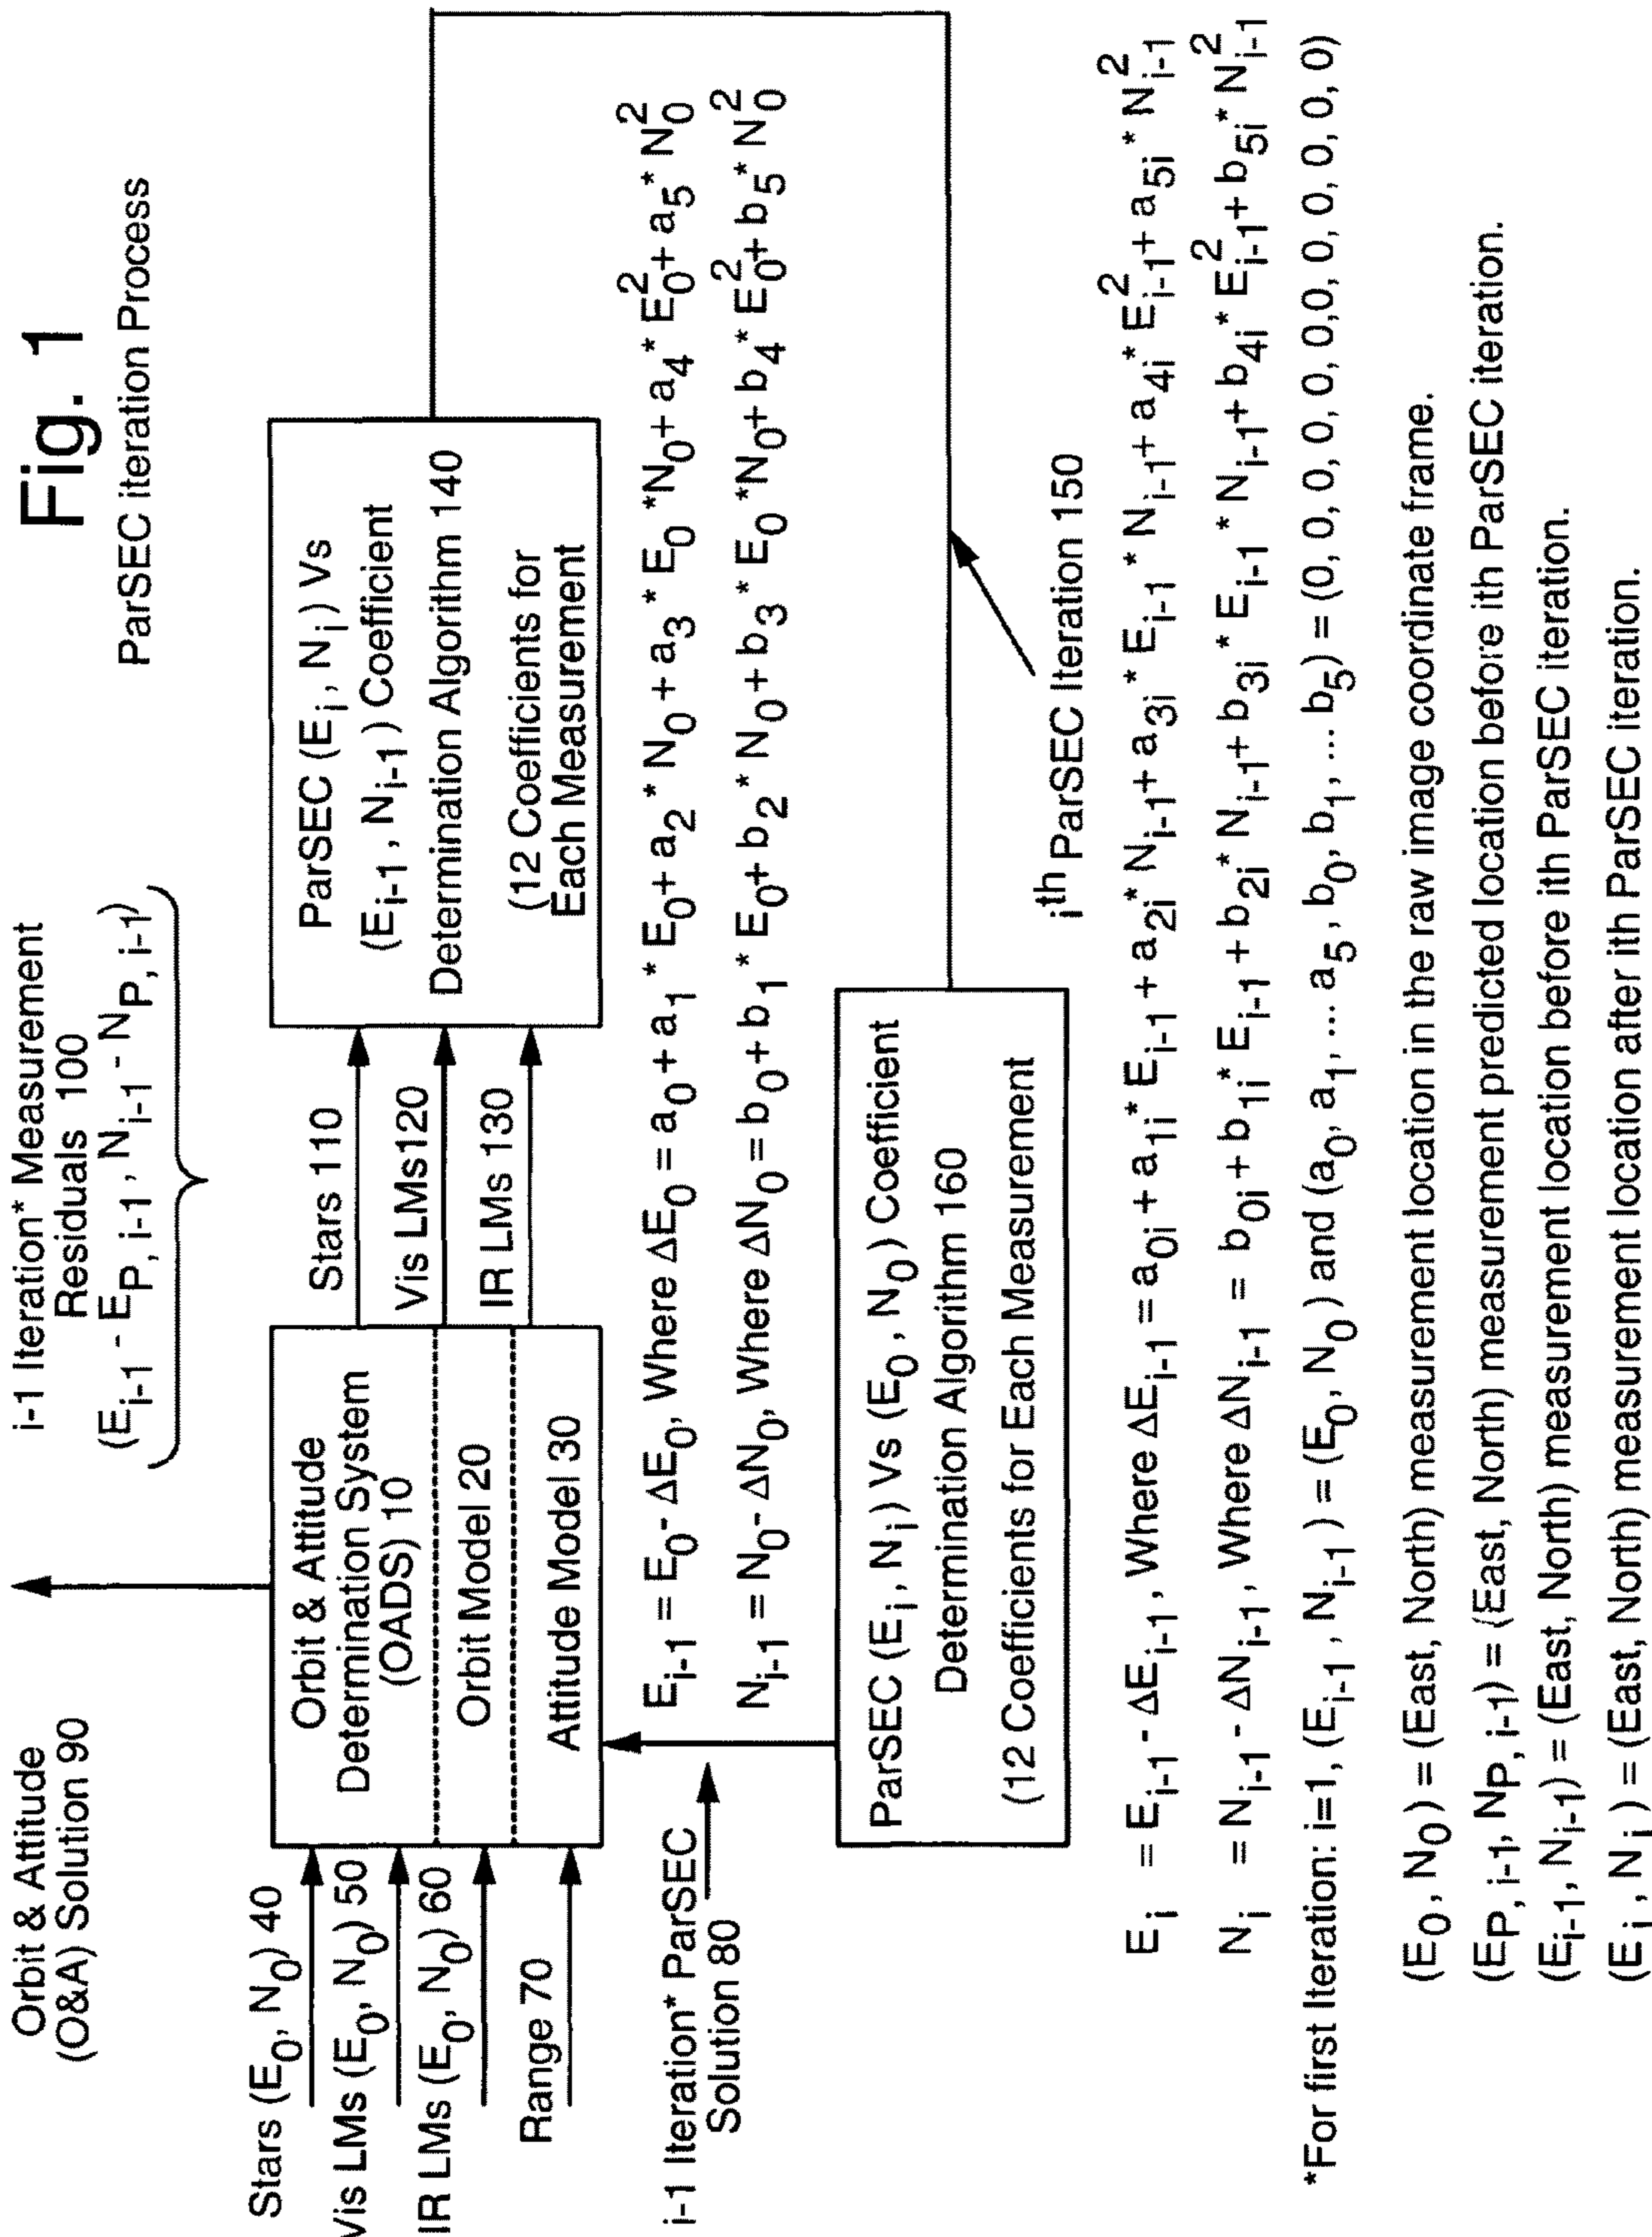 Fig. 1
ParSEC iteration Process
Orbit & Attitude
(O&A) Solution 90
i-1 Iteration* Measurement
Residuals 100
(E_{i-1} - E_{P, i-1}, N_{i-1} - N_{P, i-1})
Stars (E_0, N_0) 40
Vis LMs (E_0, N_0) 50
IR LMs (E_0, N_0) 60
Range 70
Orbit & Attitude
Determination System
(OADS) 10
Orbit Model 20
Attitude Model 30
Stars 110
Vis LMs120
IR LMs 130
ParSEC (E_i, N_i) Vs
(E_{i-1}, N_{i-1}) Coefficient
Determination Algorithm 140
(12 Coefficients for
Each Measurement
i-1 Iteration* ParSEC
Solution 80
E_{i-1} = E_0- ΔE_0, Where ΔE_0 = a_0 + a_1* E_0+ a_2* N_0 + a_3* E_0 *N_0+ a_4* E_0^2+ a_5* N_0^2
N_{i-1} = N_0- ΔN_0, Where ΔN_0 = b_0 + b_1* E_0+ b_2* N_0 + b_3* E_0 *N_0+ b_4* E_0^2+ b_5* N_0^2
ParSEC (E_i, N_i) Vs (E_0, N_0) Coefficient
Determination Algorithm 160
(12 Coefficients for Each Measurement
i^{th} ParSEC Iteration 150
E_i = E_{i-1} - ΔE_{i-1}, Where ΔE_{i-1} = a_{0i} + a_{1i}* E_{i-1} + a_{2i}* N_{i-1}+ a_{3i}* E_{i-1}* N_{i-1}+ a_{4i}* E_{i-1}^2+ a_{5i}* N_{i-1}^2
N_i = N_{i-1} - ΔN_{i-1}, Where ΔN_{i-1} = b_{0i} + b_{1i}* E_{i-1} + b_{2i}* N_{i-1}+ b_{3i}* E_{i-1}* N_{i-1}+ b_{4i}* E_{i-1}^2+ b_{5i}* N_{i-1}^2
*For first Iteration: i=1, (E_{i-1}, N_{i-1}) = (E_0, N_0) and (a_0, a_1, ... a_5, b_0, b_1, ... b_5) = (0, 0, 0, 0, 0, 0,0, 0, 0, 0, 0, 0)
(E_0, N_0) = (East, North) measurement location in the raw image coordinate frame.
(E_{P, i-1}, N_{P, i-1}) = (East, North) measurement predicted location before ith ParSEC iteration.
(E_{i-1}, N_{i-1}) = (East, North) measurement location before ith ParSEC iteration.
(E_i, N_i) = (East, North) measurement location after ith ParSEC iteration.